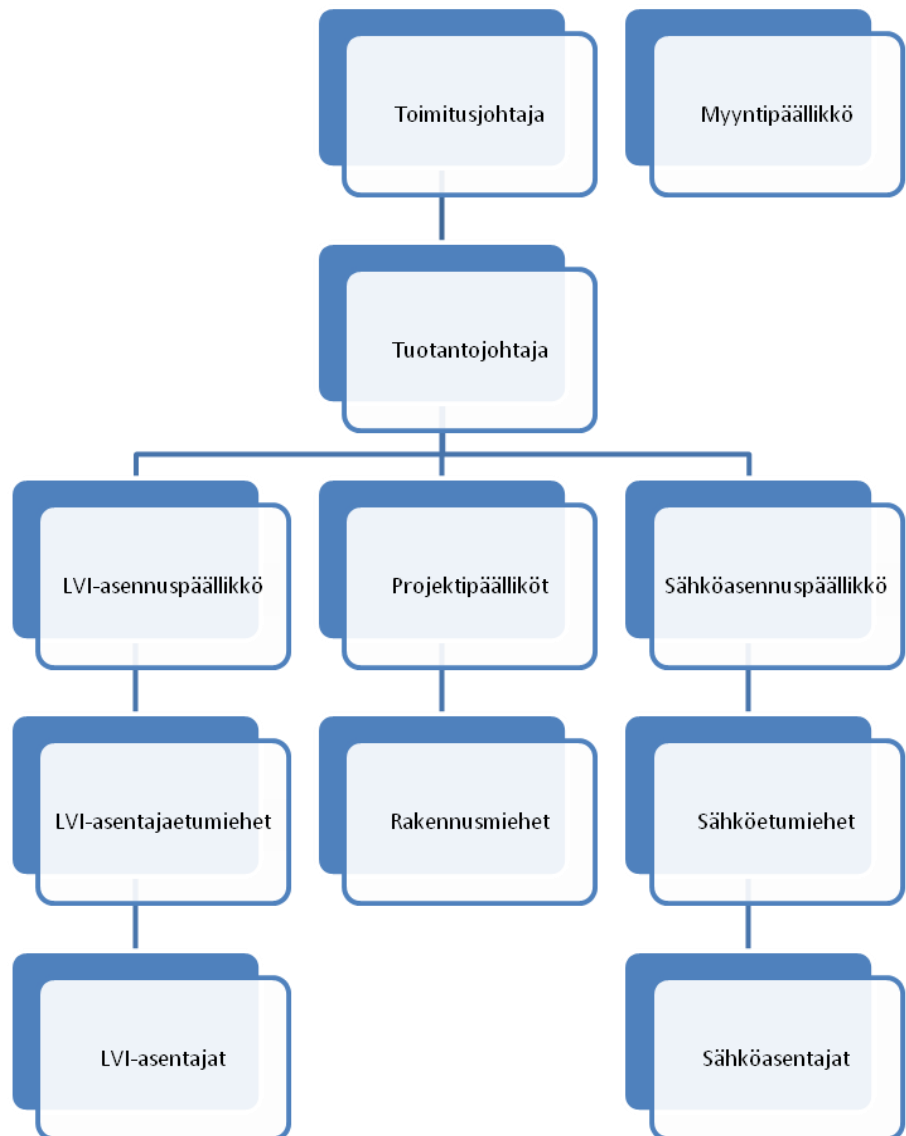 Toimitusjohtaja
Myyntipäällikkö
Tuotantojohtaja
LVI-asennuspäällikkö
Projektipäälliköt
Sähköasennuspäällikkö
LVI-asentajaetumiehet
Rakennusmiehet
Sähköetumiehet
LVI-asentajat
Sähköasentajat